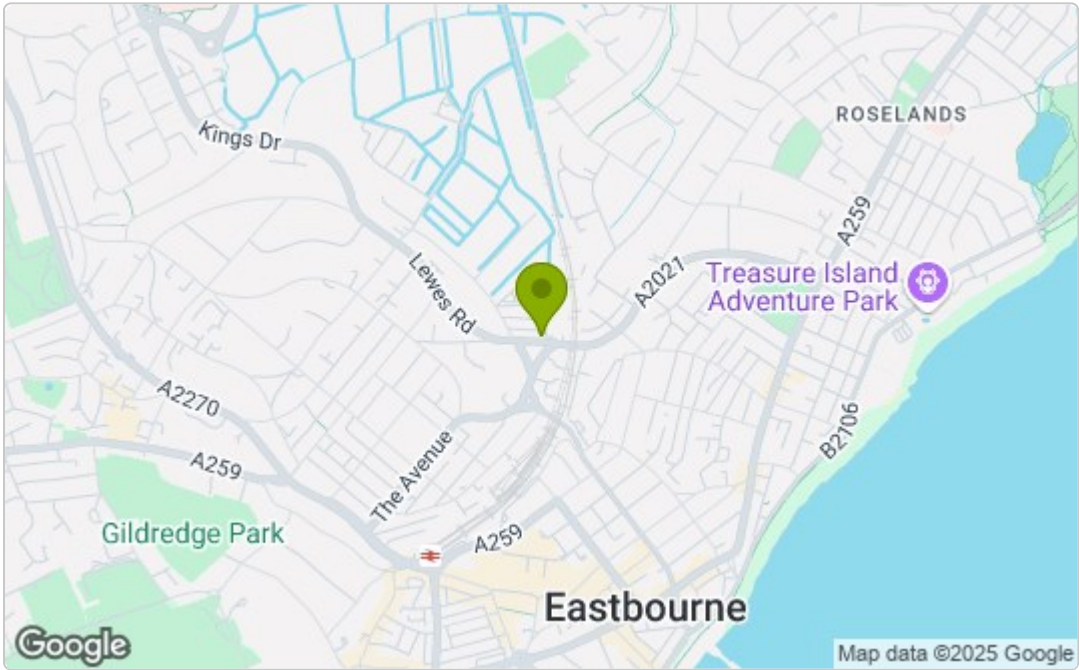 ROSELANDS
Kings Dr
A259
Lewes Rd
A2021
Treasure Island
Adventure Park
A2270
B2106
The Avenue
A259
Gildredge Park
A259
Eastbourne
Google
Map data ©2025 Google